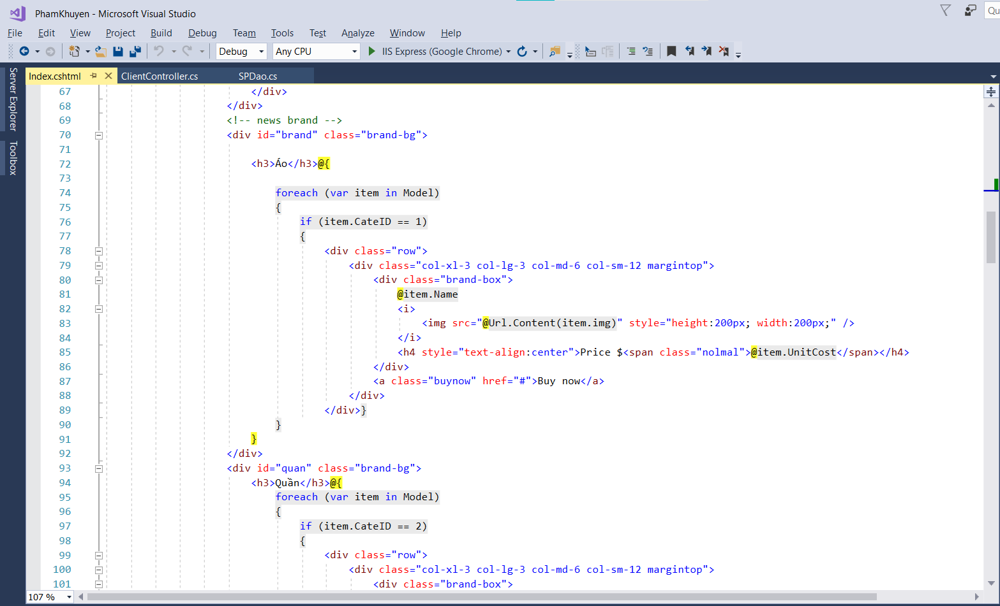 PhamKhuyen - Microsoft Visual Studio
Qu
File Edit View Project Build Debug Team Tools Test Analyze Window Help
Debug Any CPU IIS Express (Google Chrome)
Server Explorer
Toolbox
Index.cshtml ClientController.cs SPDao.cs
67 </div>
68 </div>
69 <!-- news brand -->
70 <div id="brand" class="brand-bg">
71
72 <h3>Áo</h3>@{
73
74 foreach (var item in Model)
75 {
76 if (item.CateID == 1)
77 {
78 <div class="row">
79 <div class="col-xl-3 col-lg-3 col-md-6 col-sm-12 margintop">
80 <div class="brand-box">
81 @item.Name
82 <i>
83 <img src="@Url.Content(item.img)" style="height:200px; width:200px;" />
84 </i>
85 <h4 style="text-align:center">Price $<span class="nolmal">@item.UnitCost</span></h4>
86 </div>
87 <a class="buynow" href="#">Buy now</a>
88 </div>
89 </div>}
90 }
91 }
92 </div>
93 <div id="quan" class="brand-bg">
94 <h3>Quần</h3>@{
95 foreach (var item in Model)
96 {
97 if (item.CateID == 2)
98 {
99 <div class="row">
100 <div class="col-xl-3 col-lg-3 col-md-6 col-sm-12 margintop">
101 <div class="brand-box">
107 %